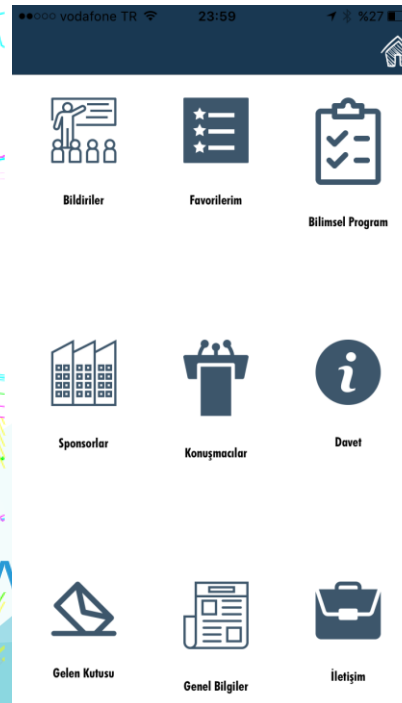 vodafone TR 23:59 %27
Bildiriler Favorilerim Bilimsel Program
Sponsorlar Konuşmacılar Davet
Gelen Kutusu Genel Bilgiler İletişim